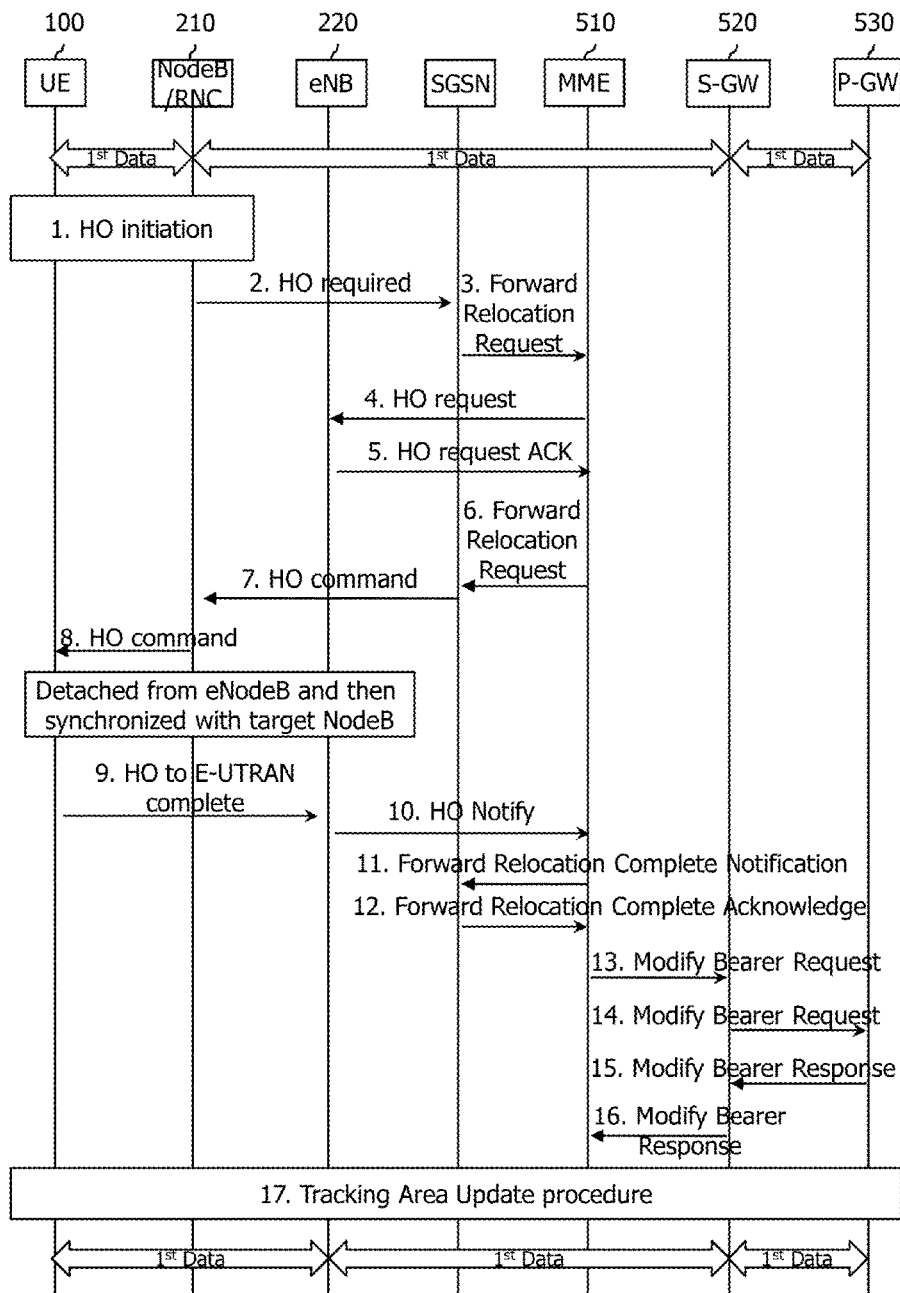 100 210 220 510 520 530
UE NodeB /RNC eNB SGSN MME S-GW P-GW
1st Data 1st Data 1st Data
1. HO initiation
2. HO required
3. Forward
Relocation
Request
4. HO request
5. HO request ACK
6. Forward
Relocation
Request
7. HO command
8. HO command
Detached from eNodeB and then
synchronized with target NodeB
9. HO to E-UTRAN
complete
10. HO Notify
11. Forward Relocation Complete Notification
12. Forward Relocation Complete Acknowledge
13. Modify Bearer Request
14. Modify Bearer Request
15. Modify Bearer Response
16. Modify Bearer
Response
17. Tracking Area Update procedure
1st Data 1st Data 1st Data